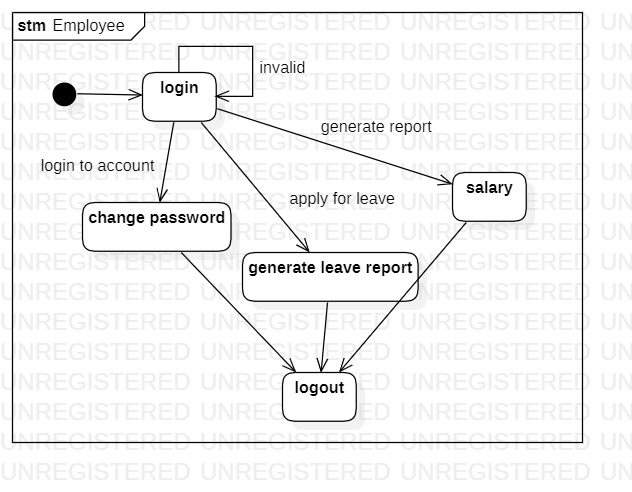 stm Employee
invalid
login
generate report
login to account
salary
apply for leave
change password
generate leave report
logout
UNREGISTERED